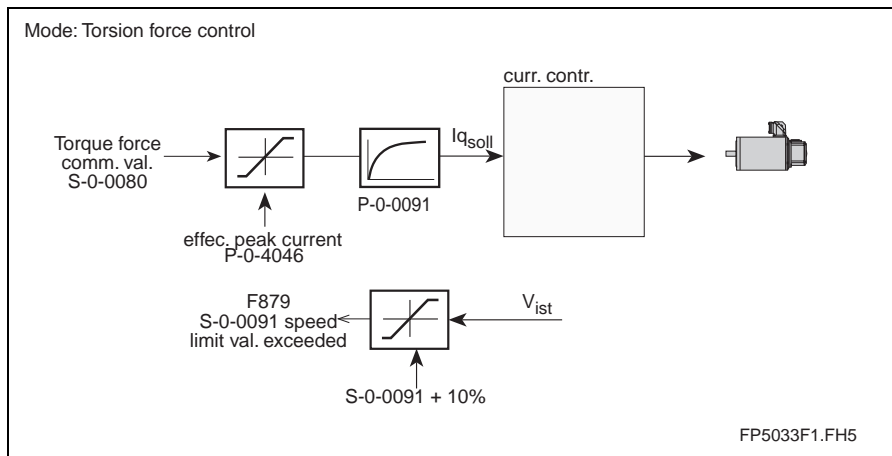 Mode: Torsion force control
curr. contr.
Torque force
comm. val.
S-0-0080
Iqsoll
P-0-0091
effec. peak current
P-0-4046
F879
S-0-0091 speed
limit val. exceeded
Vist
S-0-0091 + 10%
FP5033F1.FH5